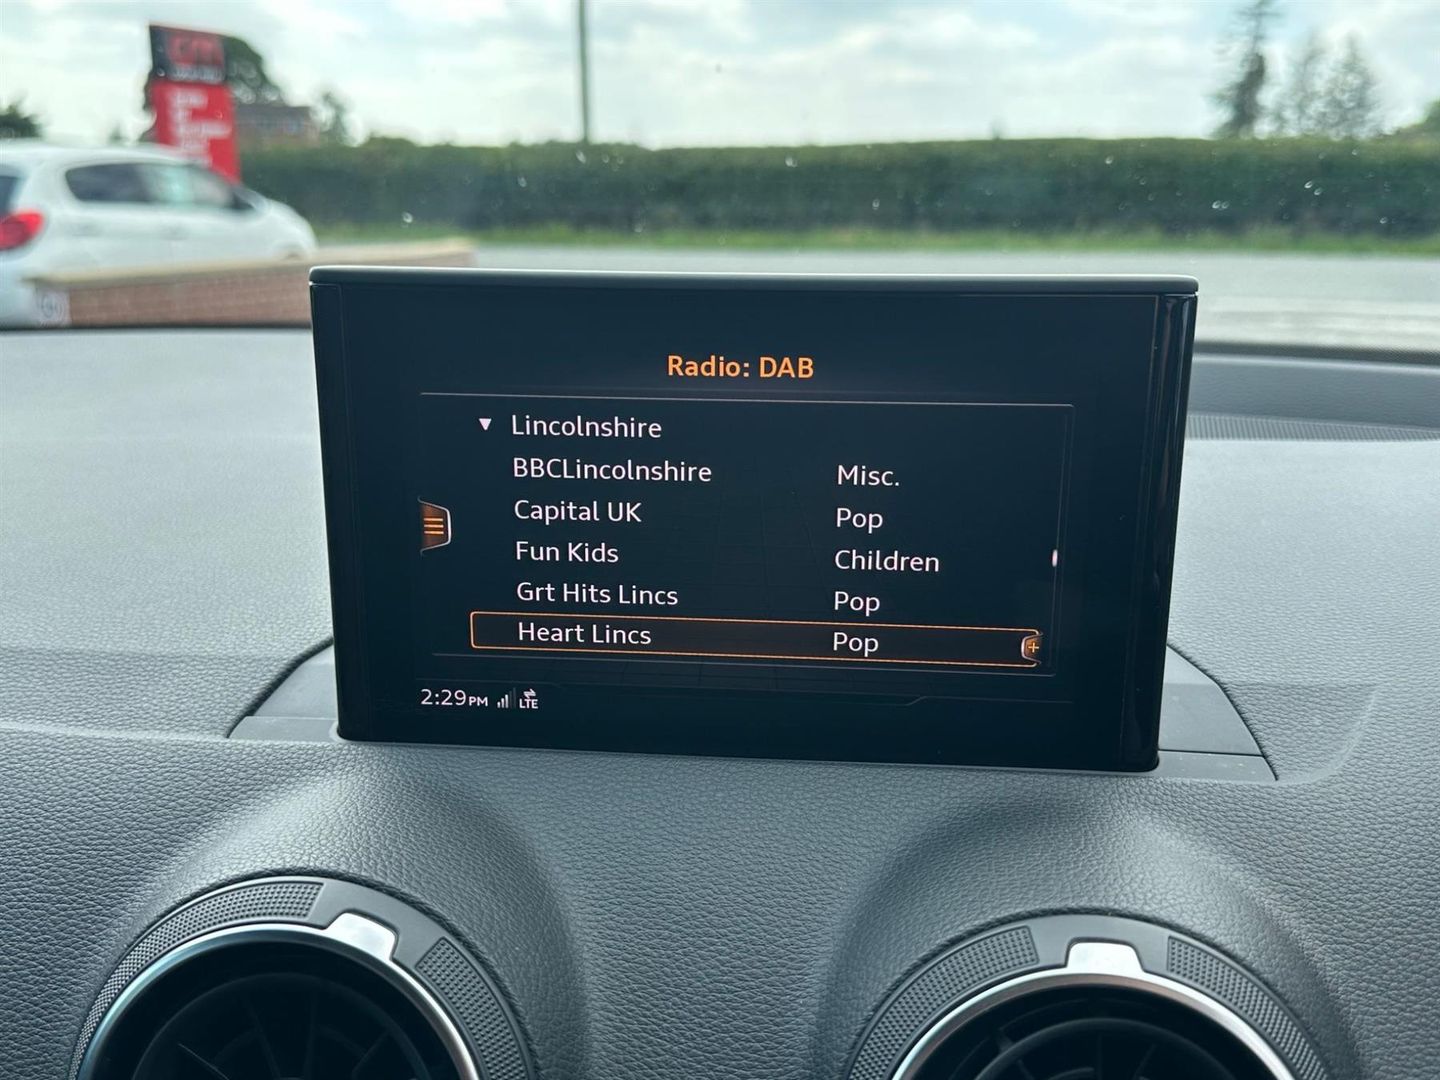 Radio: DAB
▼ Lincolnshire
BBCLincolnshire Misc.
Capital UK Pop
Fun Kids Children
Grt Hits Lincs Pop
Heart Lincs Pop
2:29PM LTE